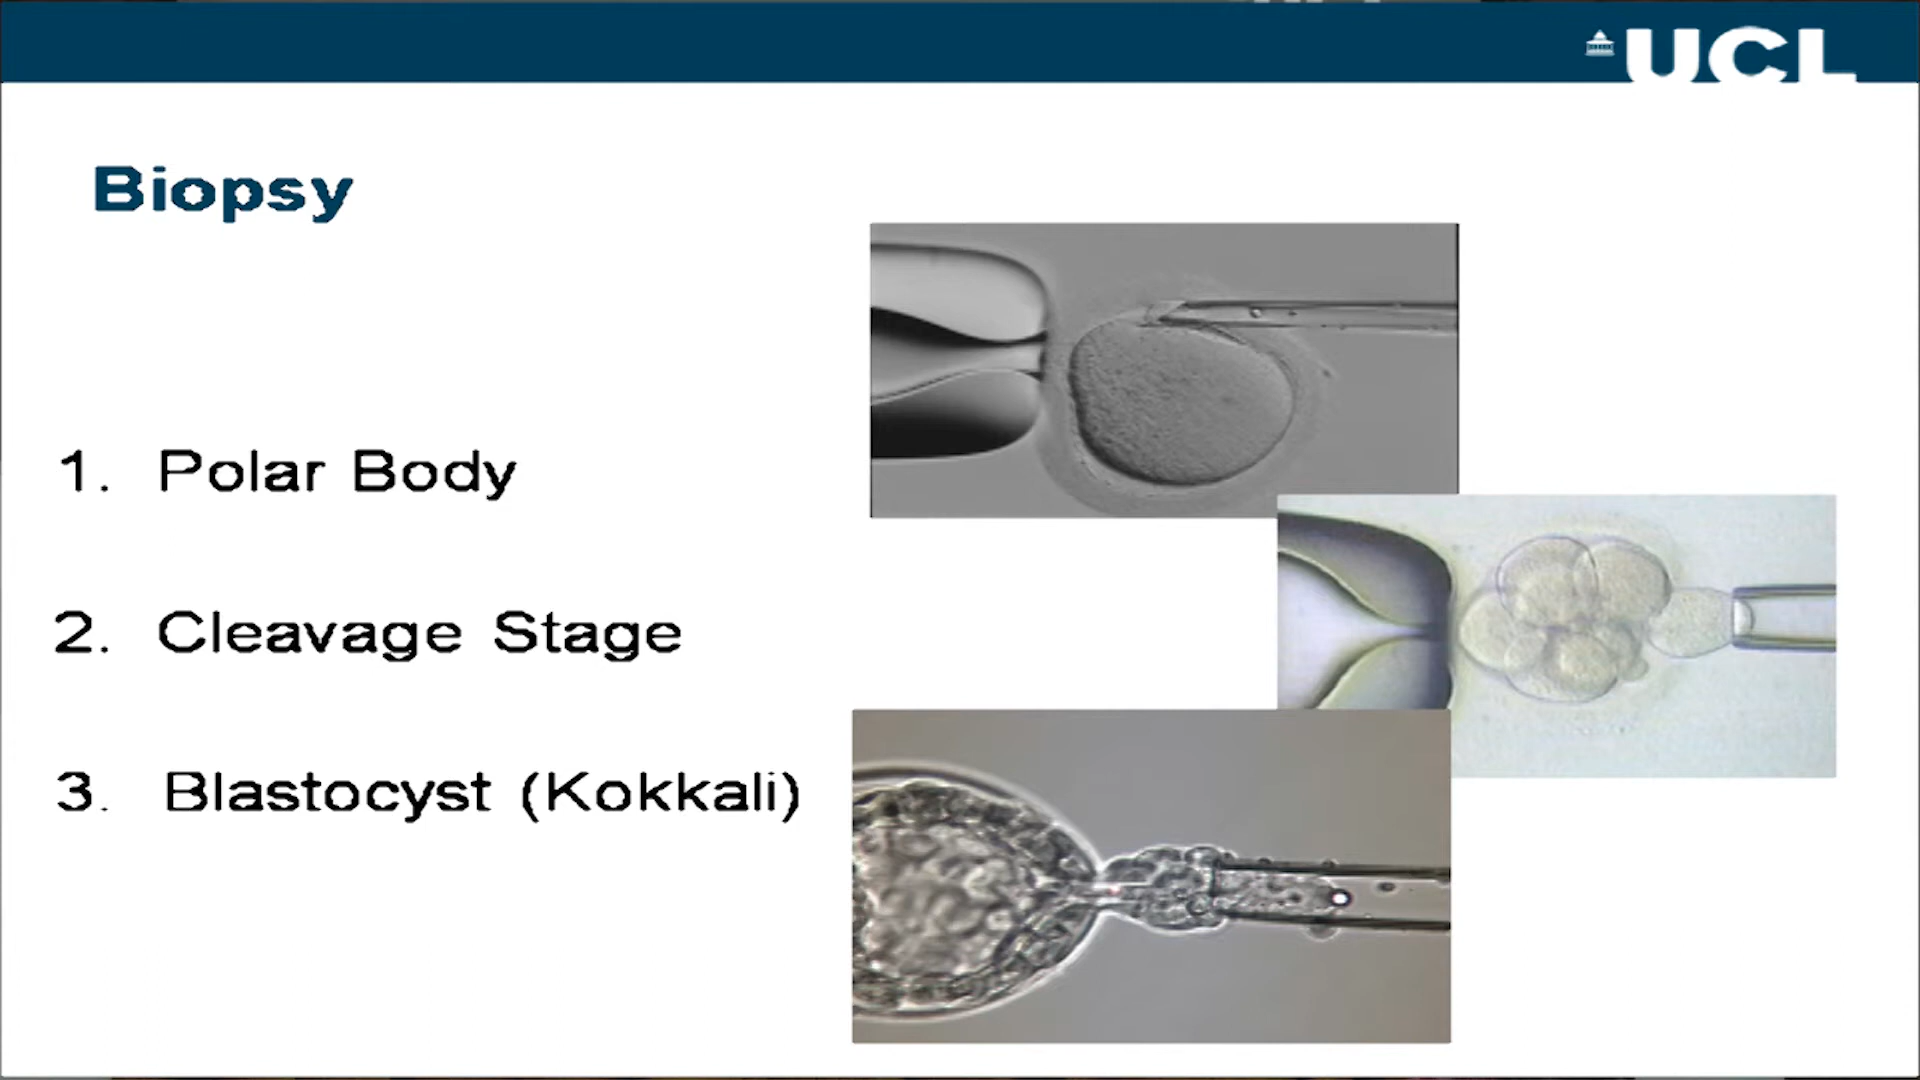 UCL
Biopsy
1. Polar Body
2. Cleavage Stage
3. Blastocyst (Kokkali)